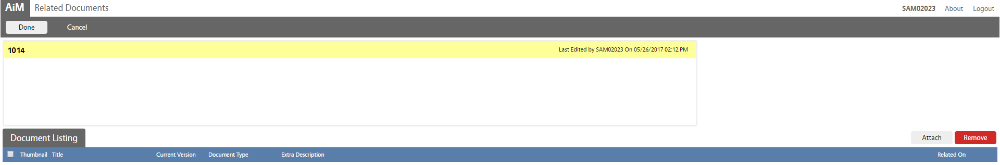 AiM Related Documents SAM02023 About Logout
Done Cancel
1014 Last Edited by SAM02023 On 05/26/2017 02:12 PM
Document Listing Attach Remove
Thumbnail Title Current Version Document Type Extra Description Related On